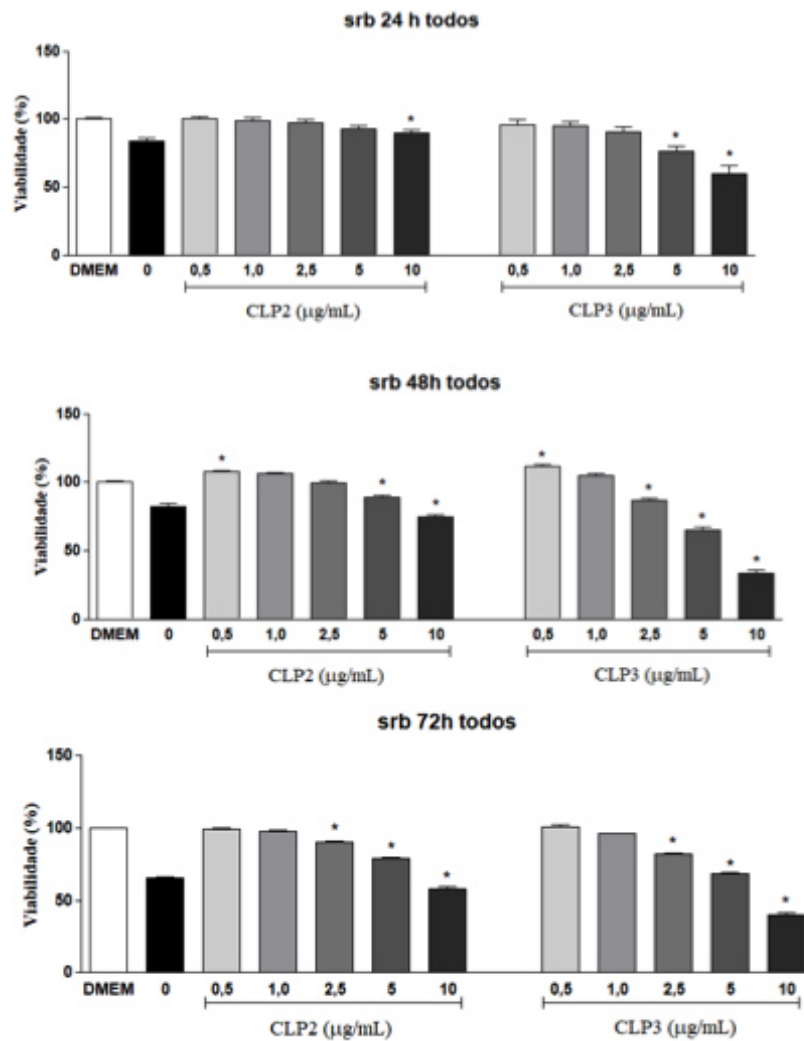 srb 24 h todos
150
100
50
0
Viabilidade (%)
DMEM 0 0,5 1,0 2,5 5 10 0,5 1,0 2,5 5 10
* * *
CLP2 (µg/mL) CLP3 (µg/mL)
srb 48h todos
150
100
50
0
Viabilidade (%)
* * * * * * *
DMEM 0 0,5 1,0 2,5 5 10 0,5 1,0 2,5 5 10
CLP2 (µg/mL) CLP3 (µg/mL)
srb 72h todos
150
100
50
0
Viabilidade (%)
* * * * * *
DMEM 0 0,5 1,0 2,5 5 10 0,5 1,0 2,5 5 10
CLP2 (µg/mL) CLP3 (µg/mL)